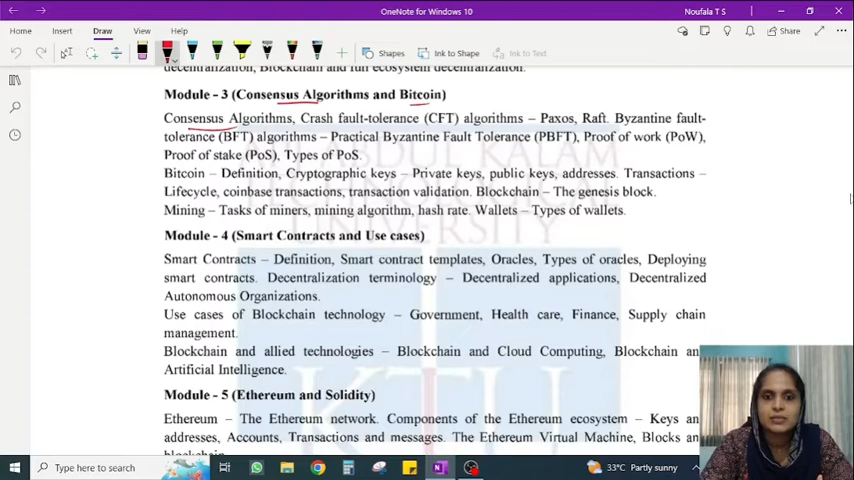 OneNote for Windows 10
Noufala T S
Home Insert Draw View Help Share
Shapes Ink to Shape Ink to Text
decentralization, Blockchain and full ecosystem decentralization.
Module - 3 (Consensus Algorithms and Bitcoin)
Consensus Algorithms, Crash fault-tolerance (CFT) algorithms – Paxos, Raft. Byzantine fault-
tolerance (BFT) algorithms – Practical Byzantine Fault Tolerance (PBFT), Proof of work (PoW),
Proof of stake (PoS), Types of PoS.
Bitcoin – Definition, Cryptographic keys – Private keys, public keys, addresses. Transactions –
Lifecycle, coinbase transactions, transaction validation. Blockchain – The genesis block.
Mining – Tasks of miners, mining algorithm, hash rate. Wallets – Types of wallets.
Module - 4 (Smart Contracts and Use cases)
Smart Contracts – Definition, Smart contract templates, Oracles, Types of oracles, Deploying
smart contracts. Decentralization terminology – Decentralized applications, Decentralized
Autonomous Organizations.
Use cases of Blockchain technology – Government, Health care, Finance, Supply chain
management.
Blockchain and allied technologies – Blockchain and Cloud Computing, Blockchain an
Artificial Intelligence.
Module - 5 (Ethereum and Solidity)
Ethereum – The Ethereum network. Components of the Ethereum ecosystem – Keys an
addresses, Accounts, Transactions and messages. The Ethereum Virtual Machine, Blocks an
blockchain
KTU
Type here to search
33°C Partly sunny